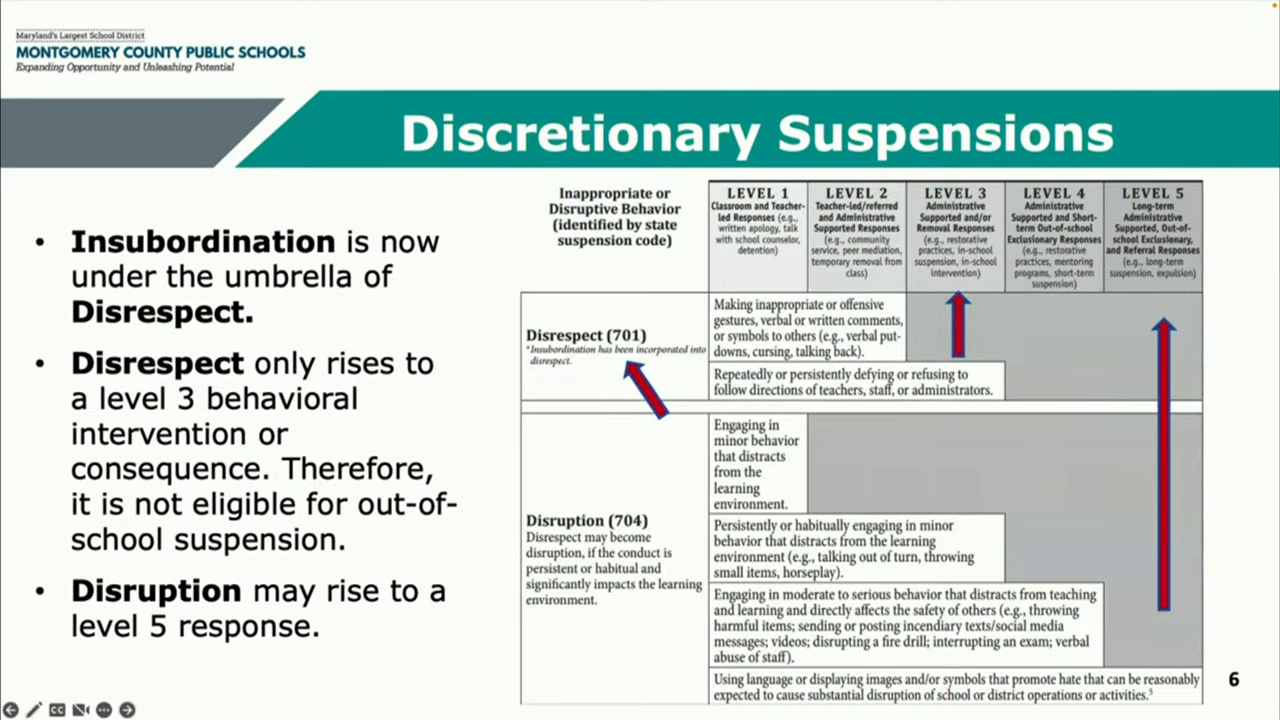 Maryland's Largest School District
MONTGOMERY COUNTY PUBLIC SCHOOLS
Expanding Opportunity and Unleashing Potential
Discretionary Suspensions
• Insubordination is now
under the umbrella of
Disrespect.
• Disrespect only rises to
a level 3 behavioral
intervention or
consequence. Therefore,
it is not eligible for out-of-
school suspension.
• Disruption may rise to a
level 5 response.
Inappropriate or
Disruptive Behavior
(identified by state
suspension code)
LEVEL 1
Classroom and Teacher-
led Responses (e.g.,
written apology, talk
with school counselor,
detention)
LEVEL 2
Teacher-led/referred
and Administrative
Supported Responses
(e.g., community
service, peer mediation,
temporary removal from
class)
LEVEL 3
Administrative
Supported and/or
Removal Responses
(e.g., restorative
practices, in-school
suspension, in-school
intervention)
LEVEL 4
Administrative
Supported and Short-
term Out-of-school
Exclusionary Responses
(e.g., restorative
practices, mentoring
programs, short-term
suspension)
LEVEL 5
Long-term
Administrative
Supported, Out-of-
school Exclusionary,
and Referral Responses
(e.g., long-term
suspension, expulsion)
Disrespect (701)
*Insubordination has been incorporated into
disrespect.
Making inappropriate or offensive
gestures, verbal or written comments,
or symbols to others (e.g., verbal put-
downs, cursing, talking back).
Repeatedly or persistently defying or refusing to
follow directions of teachers, staff, or administrators.
Disruption (704)
Disrespect may become
disruption, if the conduct is
persistent or habitual and
significantly impacts the learning
environment.
Engaging in
minor behavior
that distracts
from the
learning
environment.
Persistently or habitually engaging in minor
behavior that distracts from the learning
environment (e.g., talking out of turn, throwing
small items, horseplay).
Engaging in moderate to serious behavior that distracts from teaching
and learning and directly affects the safety of others (e.g., throwing
harmful items; sending or posting incendiary texts/social media
messages; videos; disrupting a fire drill; interrupting an exam; verbal
abuse of staff).
Using language or displaying images and/or symbols that promote hate that can be reasonably
expected to cause substantial disruption of school or district operations or activities.⁵
6
CC